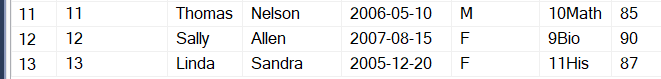 11 11 Thomas Nelson 2006-05-10 M 10Math 85
12 12 Sally Allen 2007-08-15 F 9Bio 90
13 13 Linda Sandra 2005-12-20 F 11His 87